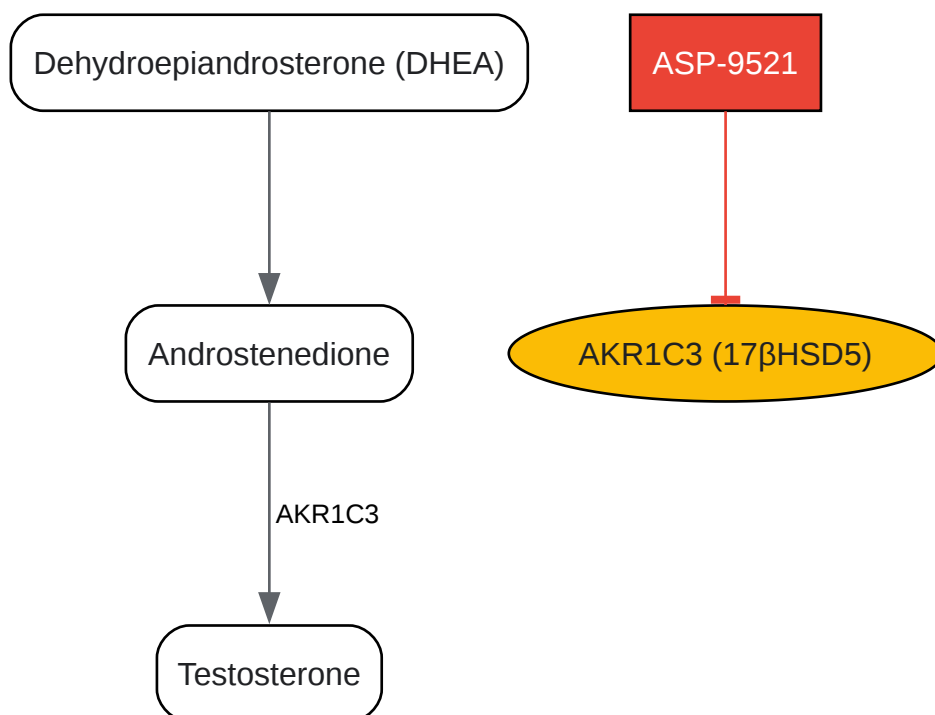 Dehydroepiandrosterone (DHEA)
ASP-9521
Androstenedione
AKR1C3 (17βHSD5)
AKR1C3
Testosterone